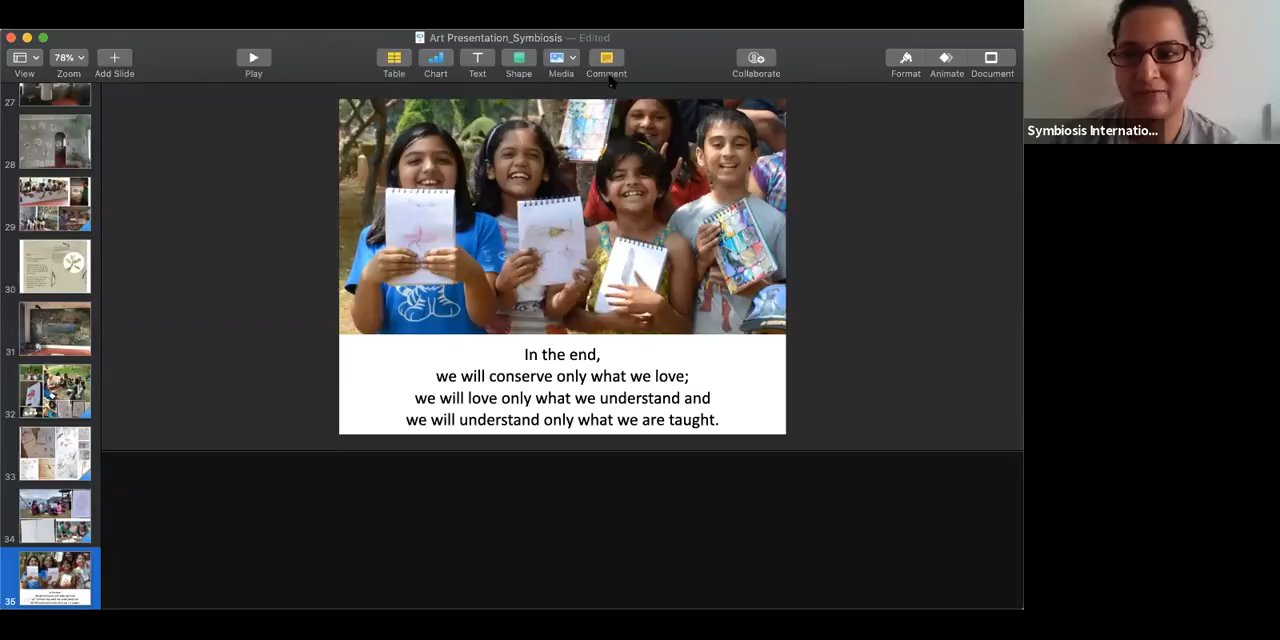 Art Presentation_Symbiosis — Edited
78%
View
Zoom
Add Slide
Play
Table
Chart
Text
Shape
Media
Comment
Collaborate
Format
Animate
Document
Symbiosis Internatio...
27
28
29
30
31
32
33
34
35
In the end,
we will conserve only what we love;
we will love only what we understand and
we will understand only what we are taught.